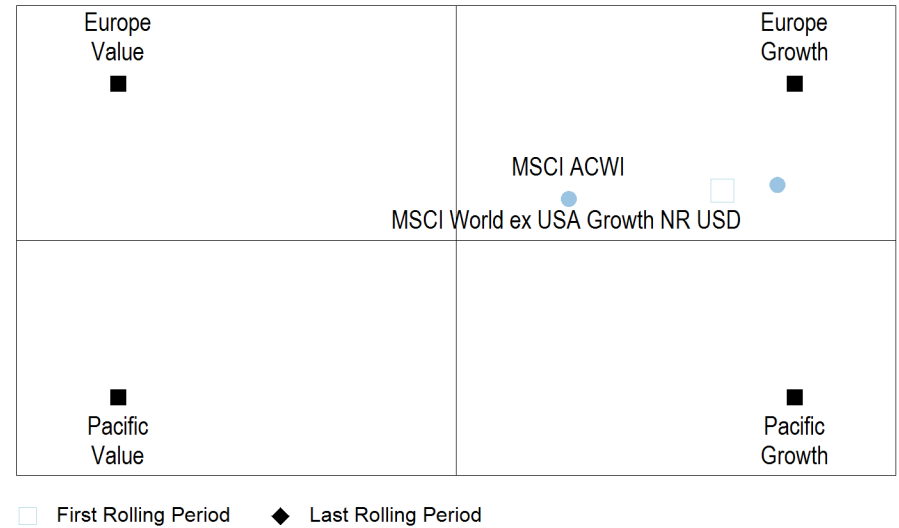 Europe
Value
Europe
Growth
MSCI ACWI
MSCI World ex USA Growth NR USD
Pacific
Value
Pacific
Growth
First Rolling Period
Last Rolling Period